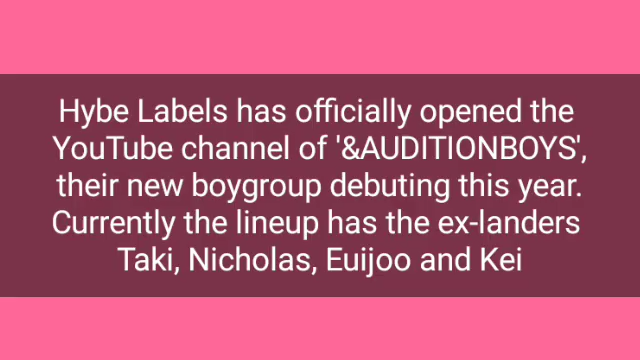 Hybe Labels has officially opened the
YouTube channel of '&AUDITIONBOYS',
their new boygroup debuting this year.
Currently the lineup has the ex-landers
Taki, Nicholas, Euijoo and Kei